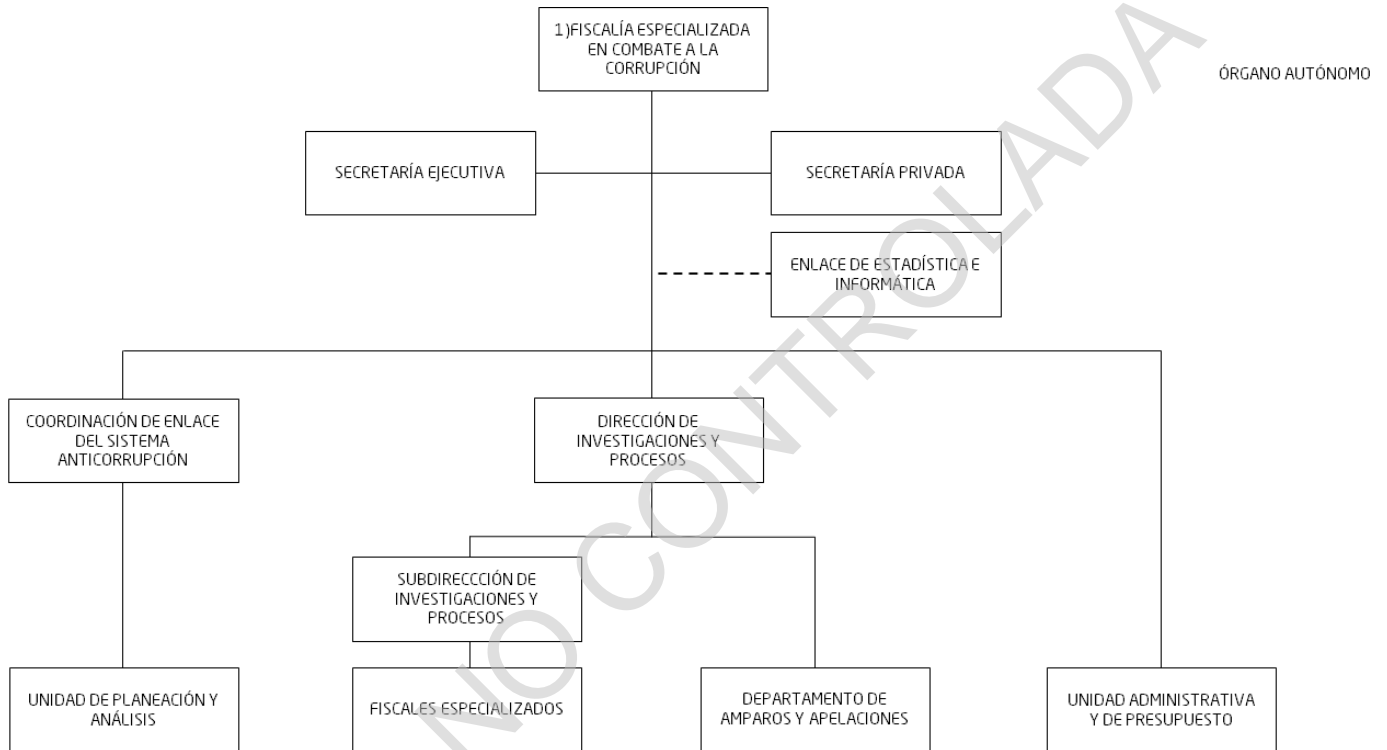 1)FISCALÍA ESPECIALIZADA
EN COMBATE A LA
CORRUPCIÓN
ÓRGANO AUTÓNOMO
SECRETARÍA EJECUTIVA
SECRETARÍA PRIVADA
ENLACE DE ESTADÍSTICA E
INFORMÁTICA
COORDINACIÓN DE ENLACE
DEL SISTEMA
ANTICORRUPCIÓN
DIRECCIÓN DE
INVESTIGACIONES Y
PROCESOS
SUBDIRECCCIÓN DE
INVESTIGACIONES Y
PROCESOS
UNIDAD DE PLANEACIÓN Y
ANÁLISIS
FISCALES ESPECIALIZADOS
DEPARTAMENTO DE
AMPAROS Y APELACIONES
UNIDAD ADMINISTRATIVA
Y DE PRESUPUESTO
NO CONTROLADA